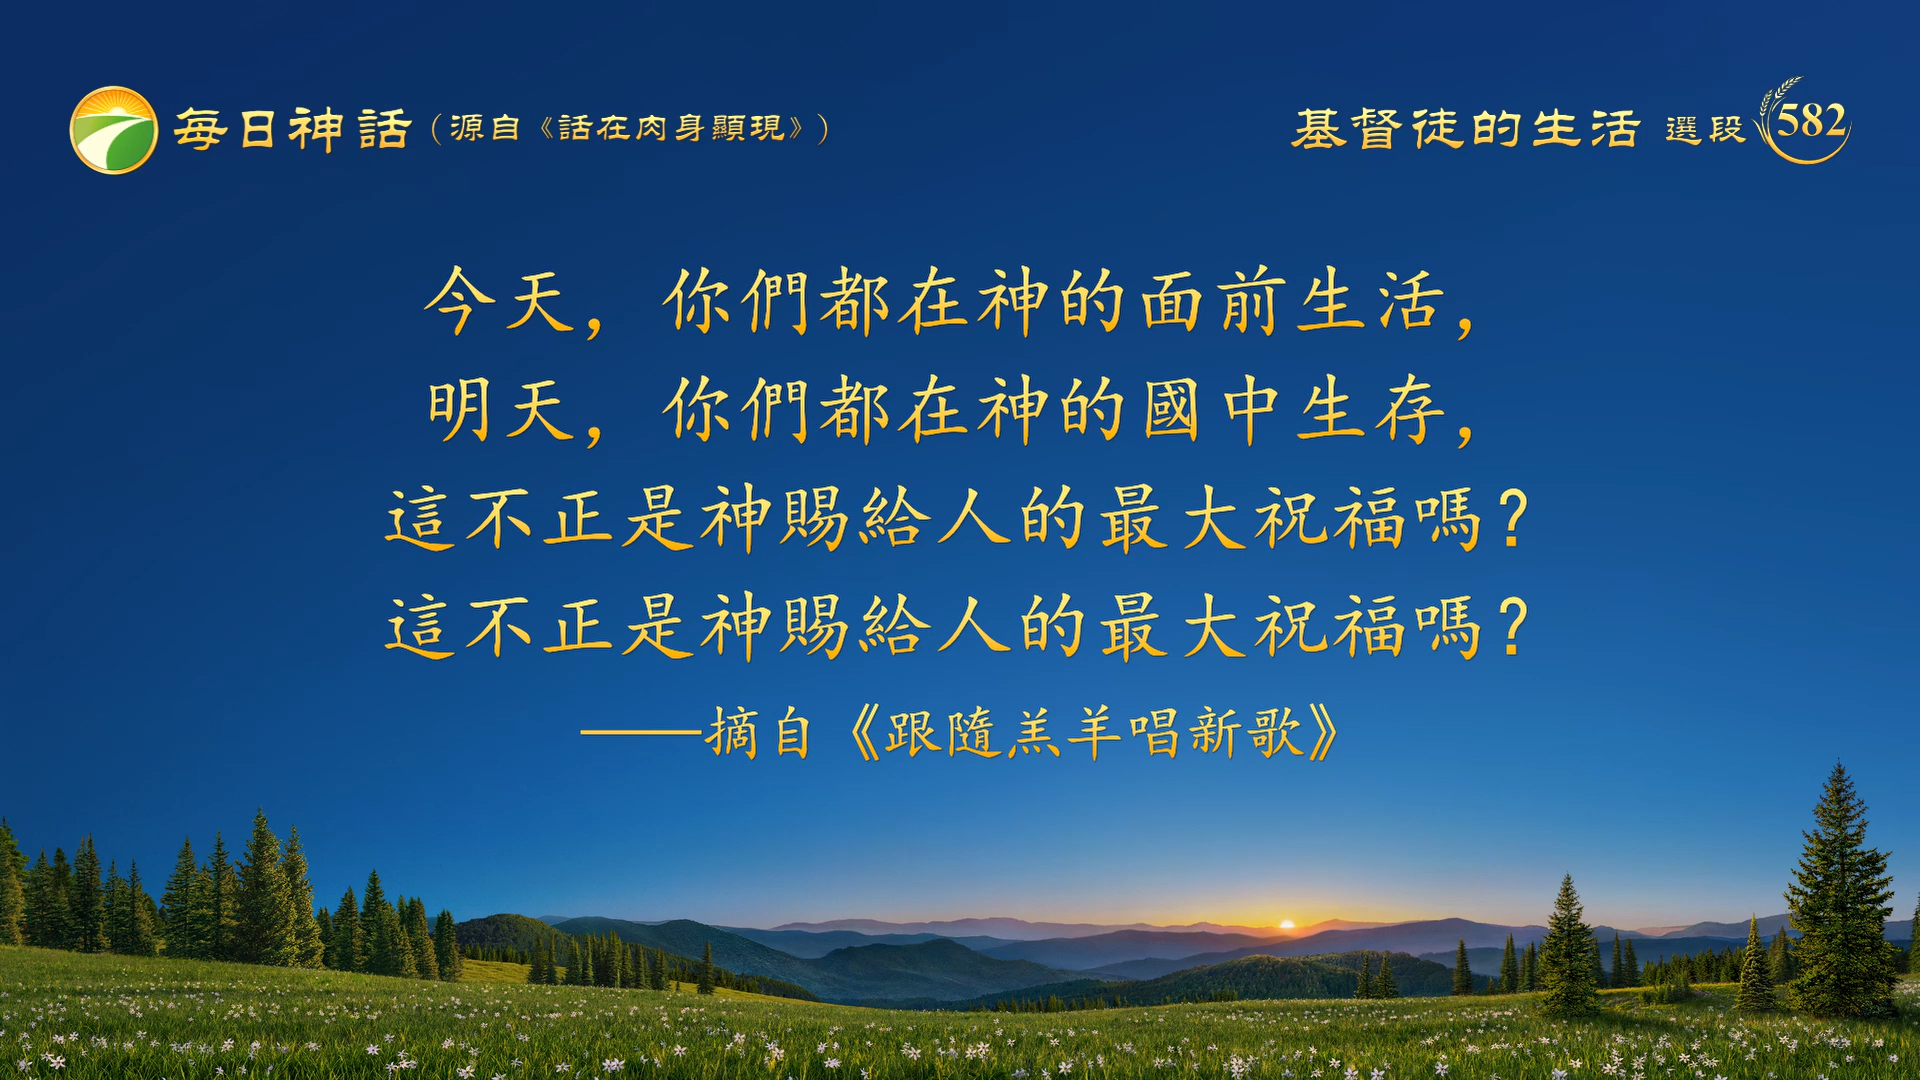 每日神話（源自《話在肉身顯現》）
基督徒的生活 選段 582
今天，你們都在神的面前生活，
明天，你們都在神的國中生存，
這不正是神賜給人的最大祝福嗎？
這不正是神賜給人的最大祝福嗎？
——摘自《跟隨羔羊唱新歌》